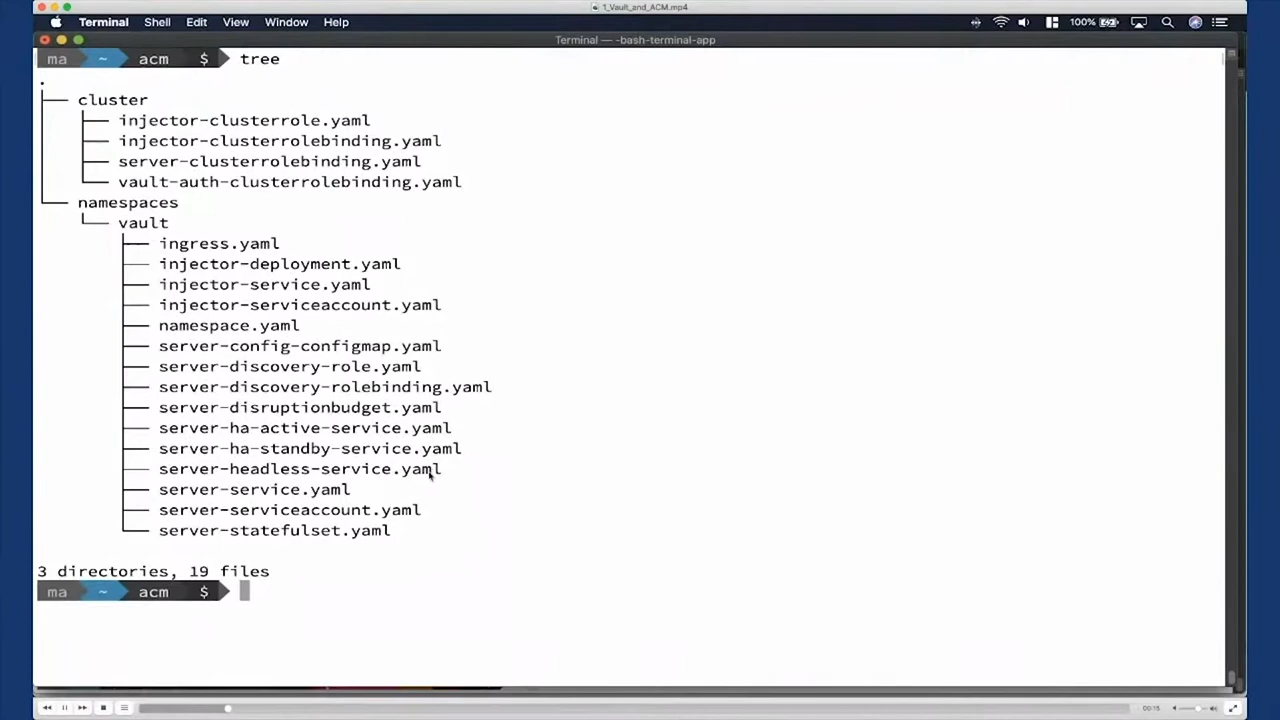 1_Vault_and_ACM.mp4
Terminal Shell Edit View Window Help 100%
Terminal — -bash-terminal-app
ma ~ acm $ tree
.
├── cluster
│   ├── injector-clusterrole.yaml
│   ├── injector-clusterrolebinding.yaml
│   ├── server-clusterrolebinding.yaml
│   └── vault-auth-clusterrolebinding.yaml
└── namespaces
    └── vault
        ├── ingress.yaml
        ├── injector-deployment.yaml
        ├── injector-service.yaml
        ├── injector-serviceaccount.yaml
        ├── namespace.yaml
        ├── server-config-configmap.yaml
        ├── server-discovery-role.yaml
        ├── server-discovery-rolebinding.yaml
        ├── server-disruptionbudget.yaml
        ├── server-ha-active-service.yaml
        ├── server-ha-standby-service.yaml
        ├── server-headless-service.yaml
        ├── server-service.yaml
        ├── server-serviceaccount.yaml
        └── server-statefulset.yaml
3 directories, 19 files
ma ~ acm $
00:15